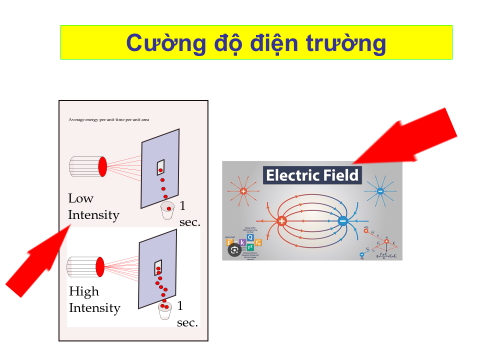 Cường độ điện trường
Average energy per unit time per unit area
Low
Intensity
1
sec.
High
Intensity
1
sec.
Electric Field